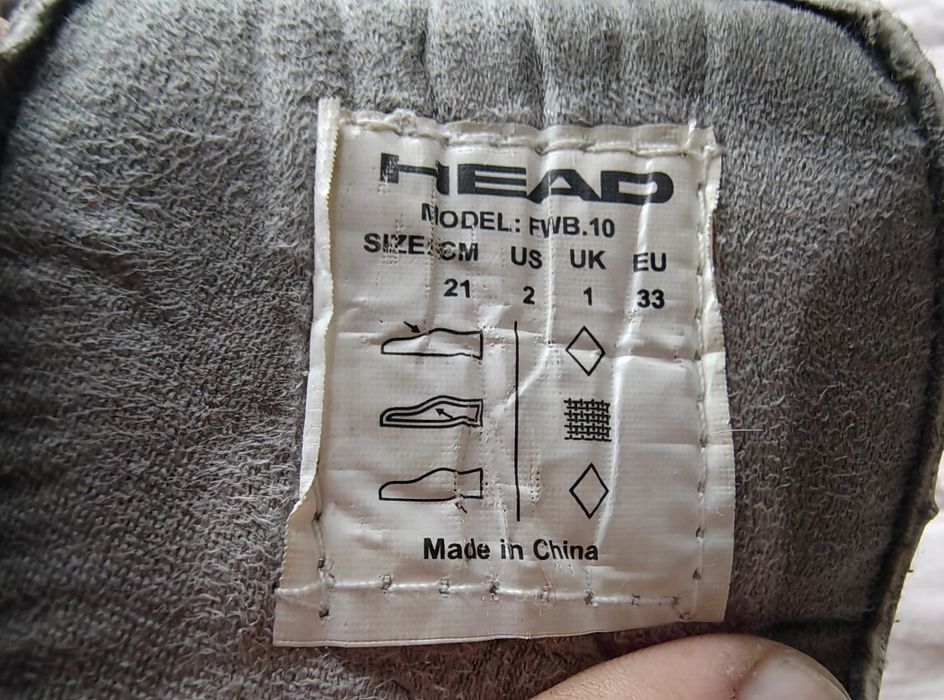 HEAD
MODEL: FWB.10
SIZE: CM US UK EU
21 2 1 33
Made in China